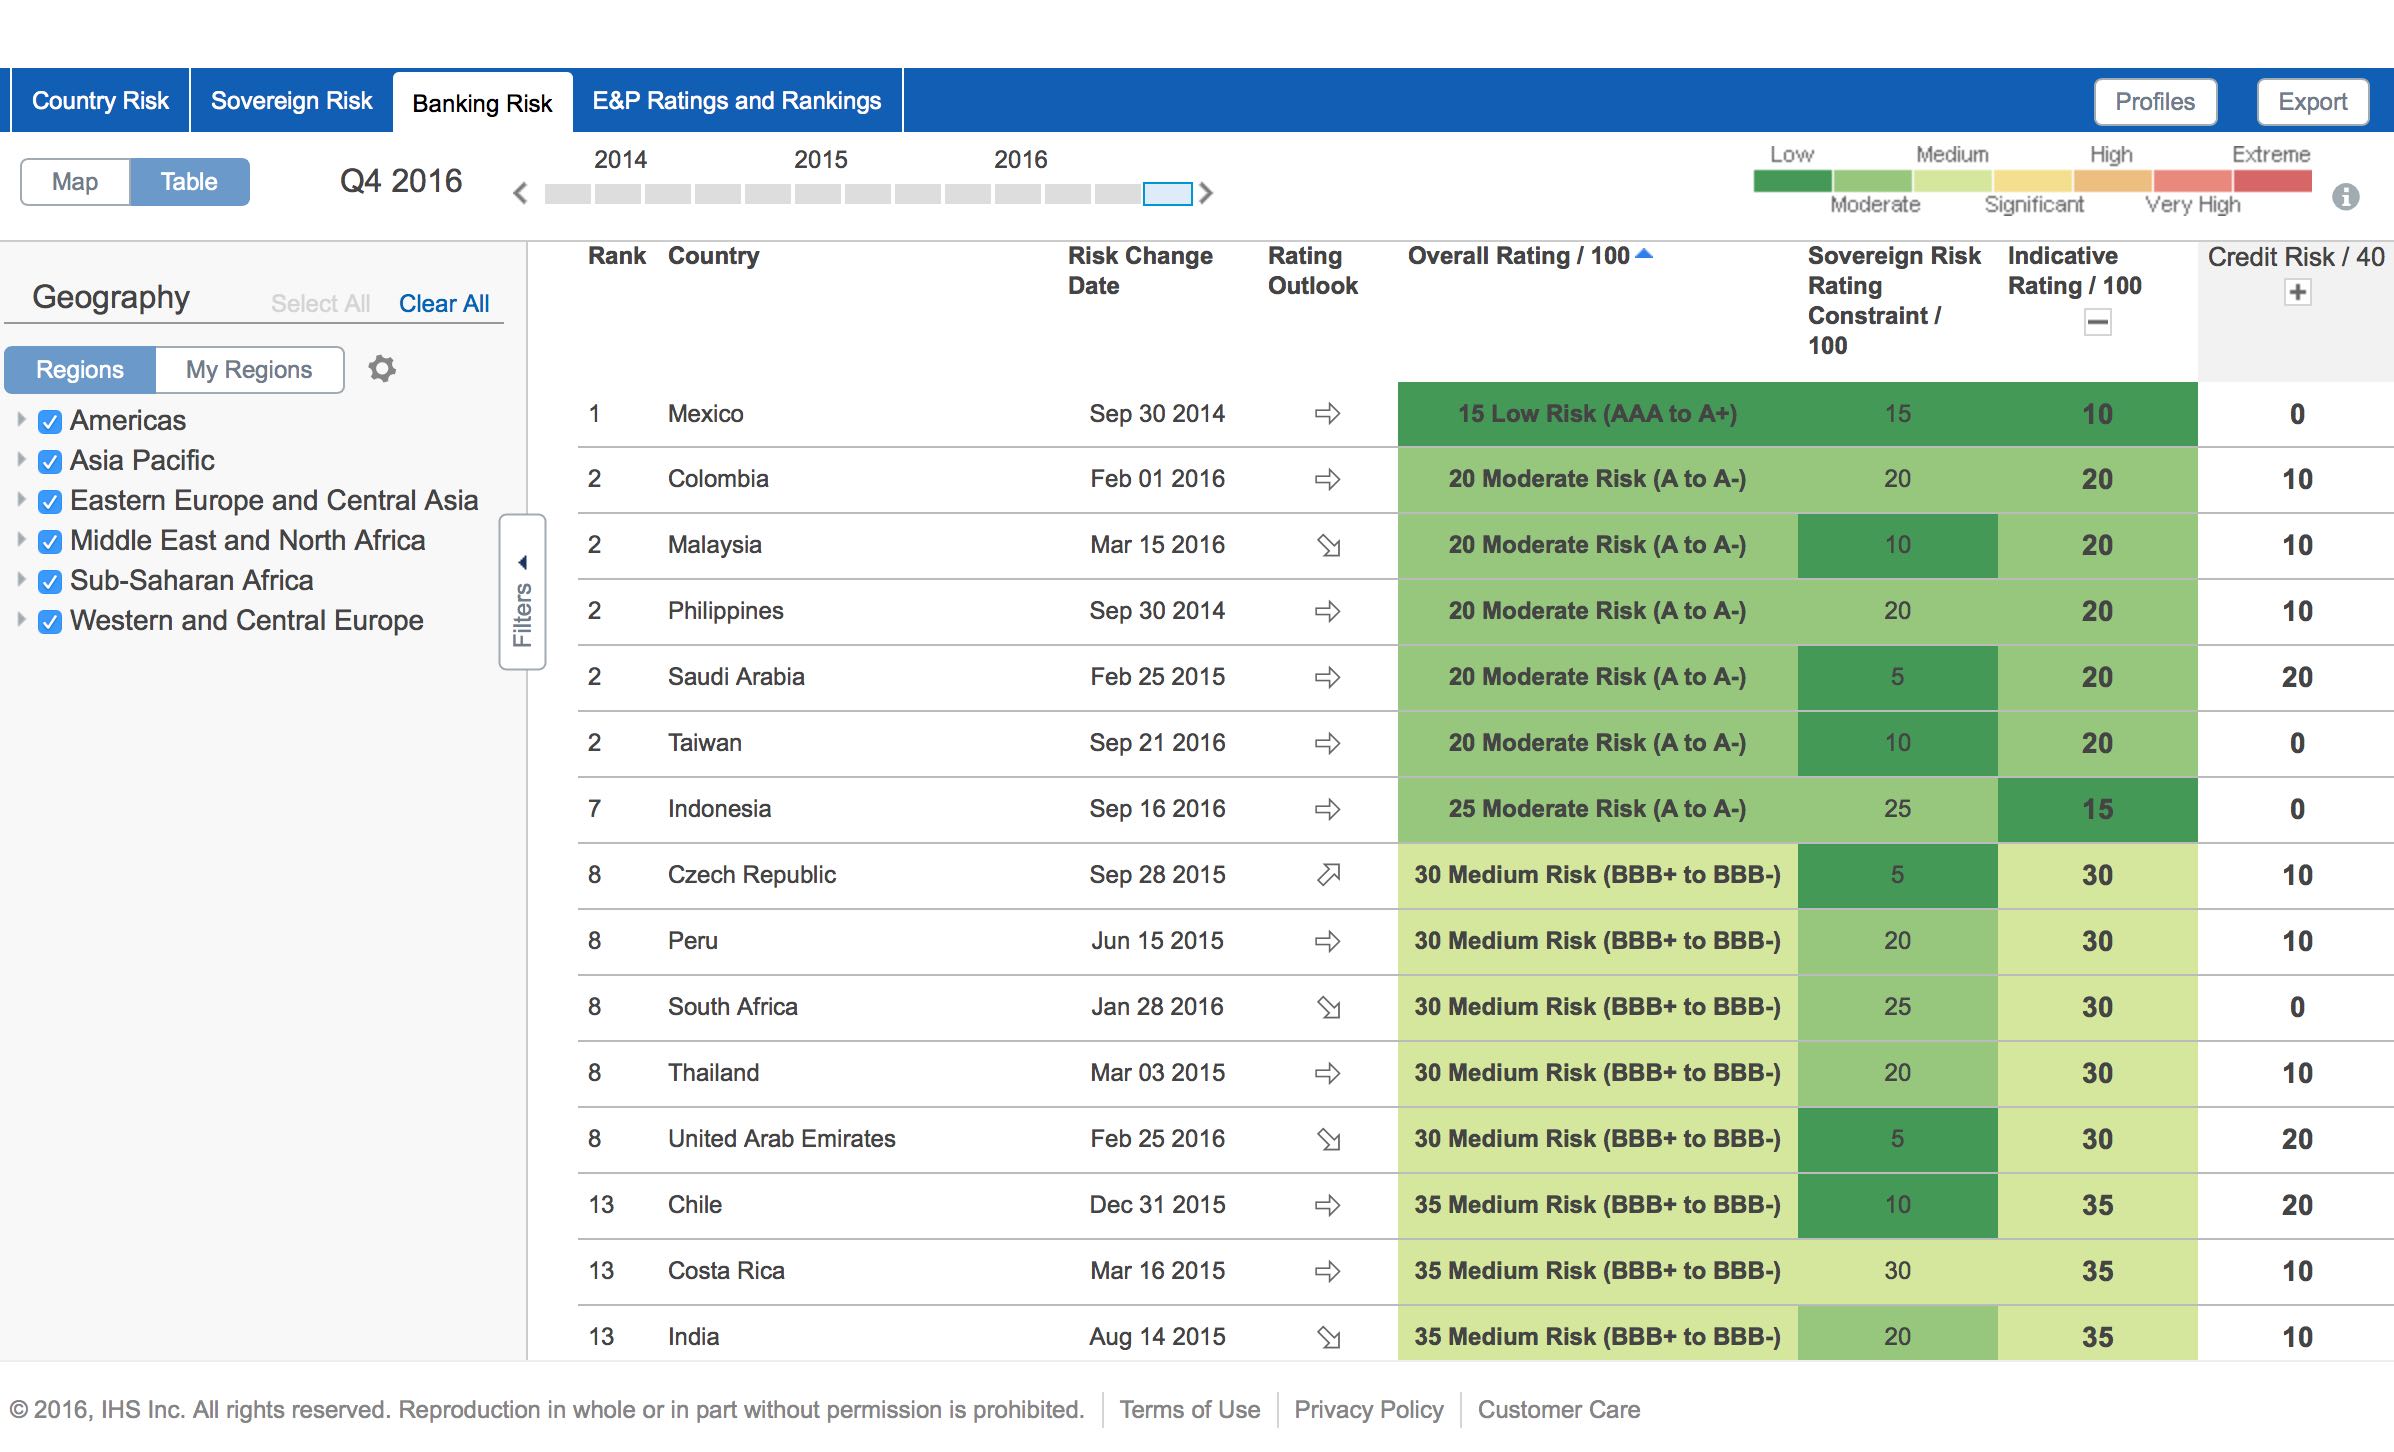 Country Risk Sovereign Risk Banking Risk E&P Ratings and Rankings Profiles Export
Map Table Q4 2016 2014 2015 2016
Low Medium High Extreme
Moderate Significant Very High
Geography Select All Clear All
Regions My Regions
Americas
Asia Pacific
Eastern Europe and Central Asia
Middle East and North Africa
Sub-Saharan Africa
Western and Central Europe
Filters
Rank Country Risk Change Date Rating Outlook Overall Rating / 100 Sovereign Risk Rating Constraint / 100 Indicative Rating / 100 Credit Risk / 40
1 Mexico Sep 30 2014 15 Low Risk (AAA to A+) 15 10 0
2 Colombia Feb 01 2016 20 Moderate Risk (A to A-) 20 20 10
2 Malaysia Mar 15 2016 20 Moderate Risk (A to A-) 10 20 10
2 Philippines Sep 30 2014 20 Moderate Risk (A to A-) 20 20 10
2 Saudi Arabia Feb 25 2015 20 Moderate Risk (A to A-) 5 20 20
2 Taiwan Sep 21 2016 20 Moderate Risk (A to A-) 10 20 0
7 Indonesia Sep 16 2016 25 Moderate Risk (A to A-) 25 15 0
8 Czech Republic Sep 28 2015 30 Medium Risk (BBB+ to BBB-) 5 30 10
8 Peru Jun 15 2015 30 Medium Risk (BBB+ to BBB-) 20 30 10
8 South Africa Jan 28 2016 30 Medium Risk (BBB+ to BBB-) 25 30 0
8 Thailand Mar 03 2015 30 Medium Risk (BBB+ to BBB-) 20 30 10
8 United Arab Emirates Feb 25 2016 30 Medium Risk (BBB+ to BBB-) 5 30 20
13 Chile Dec 31 2015 35 Medium Risk (BBB+ to BBB-) 10 35 20
13 Costa Rica Mar 16 2015 35 Medium Risk (BBB+ to BBB-) 30 35 10
13 India Aug 14 2015 35 Medium Risk (BBB+ to BBB-) 20 35 10
© 2016, IHS Inc. All rights reserved. Reproduction in whole or in part without permission is prohibited. Terms of Use Privacy Policy Customer Care